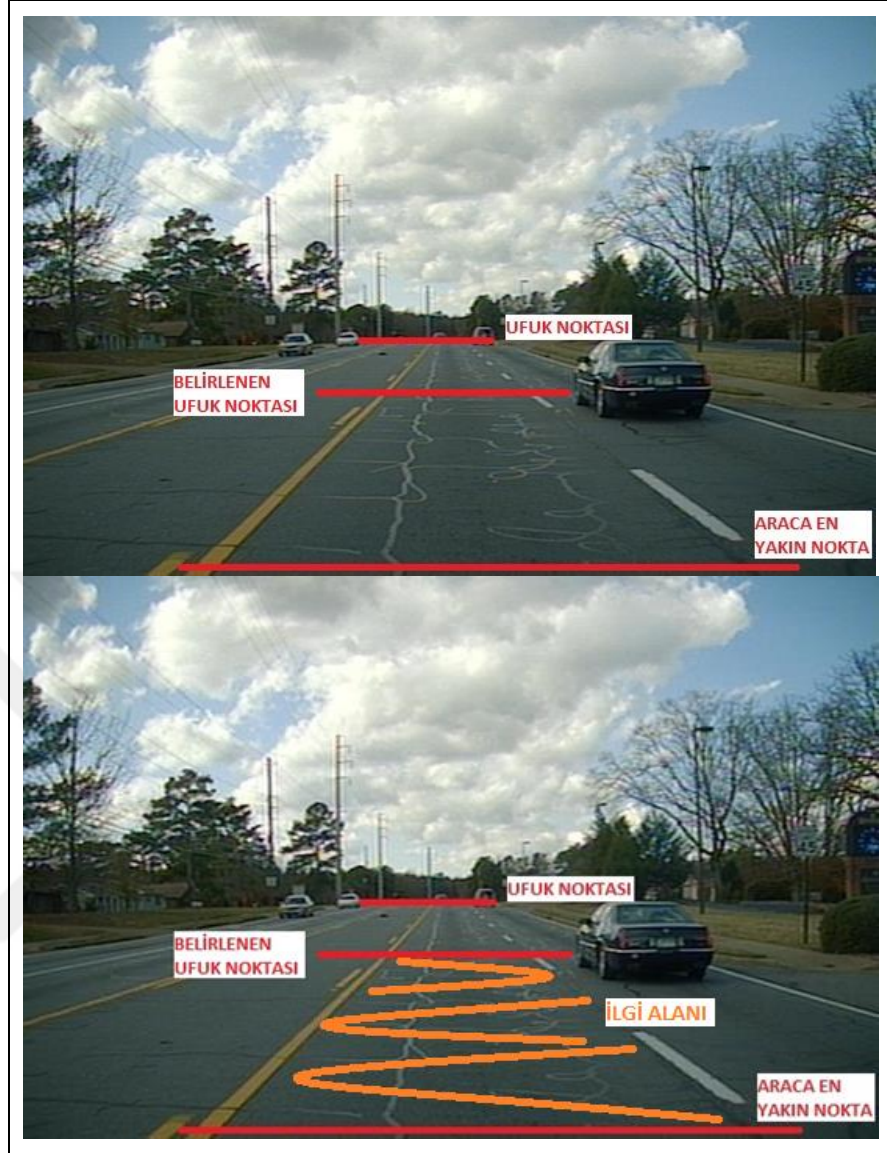 UFUK NOKTASI
BELİRLENEN
UFUK NOKTASI
ARACA EN
YAKIN NOKTA
UFUK NOKTASI
BELİRLENEN
UFUK NOKTASI
İLGİ ALANI
ARACA EN
YAKIN NOKTA